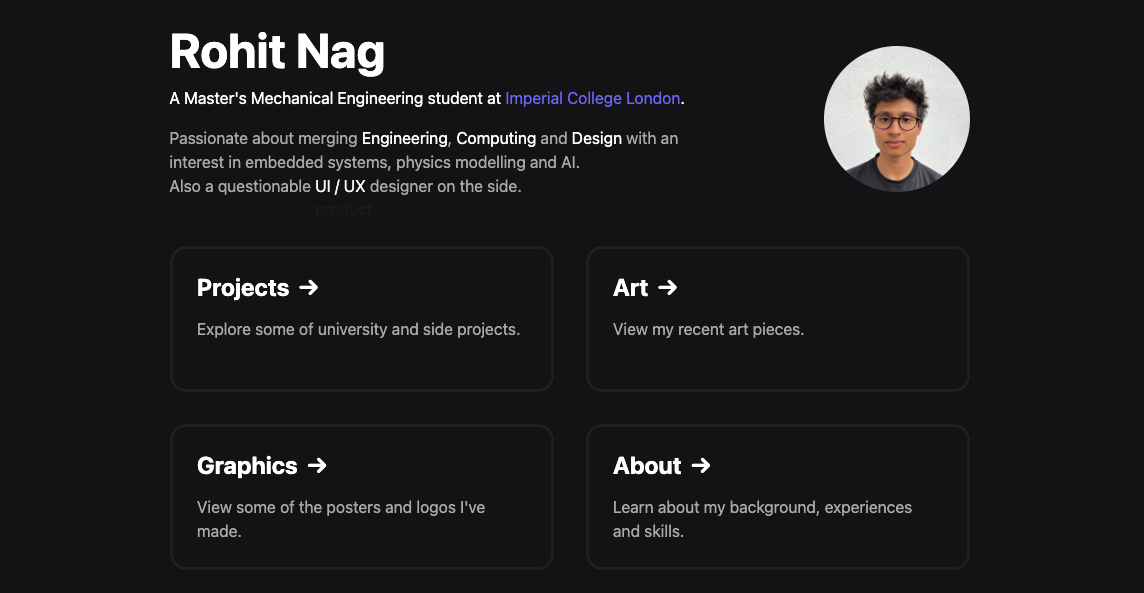 Rohit Nag
A Master's Mechanical Engineering student at Imperial College London.
Passionate about merging Engineering, Computing and Design with an
interest in embedded systems, physics modelling and AI.
Also a questionable UI / UX designer on the side.
product
Projects →
Explore some of university and side projects.
Art →
View my recent art pieces.
Graphics →
View some of the posters and logos I've
made.
About →
Learn about my background, experiences
and skills.